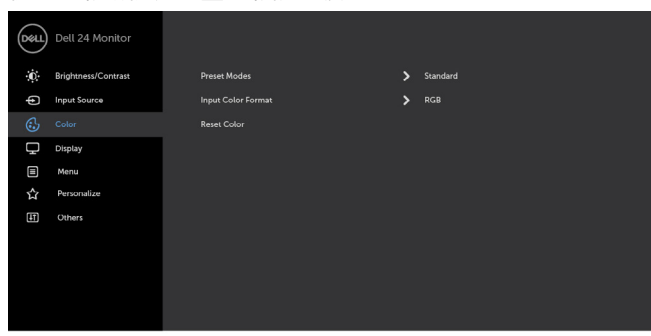 DELL Dell 24 Monitor
Brightness/Contrast Preset Modes Standard
Input Source Input Color Format RGB
Color Reset Color
Display
Menu
Personalize
Others